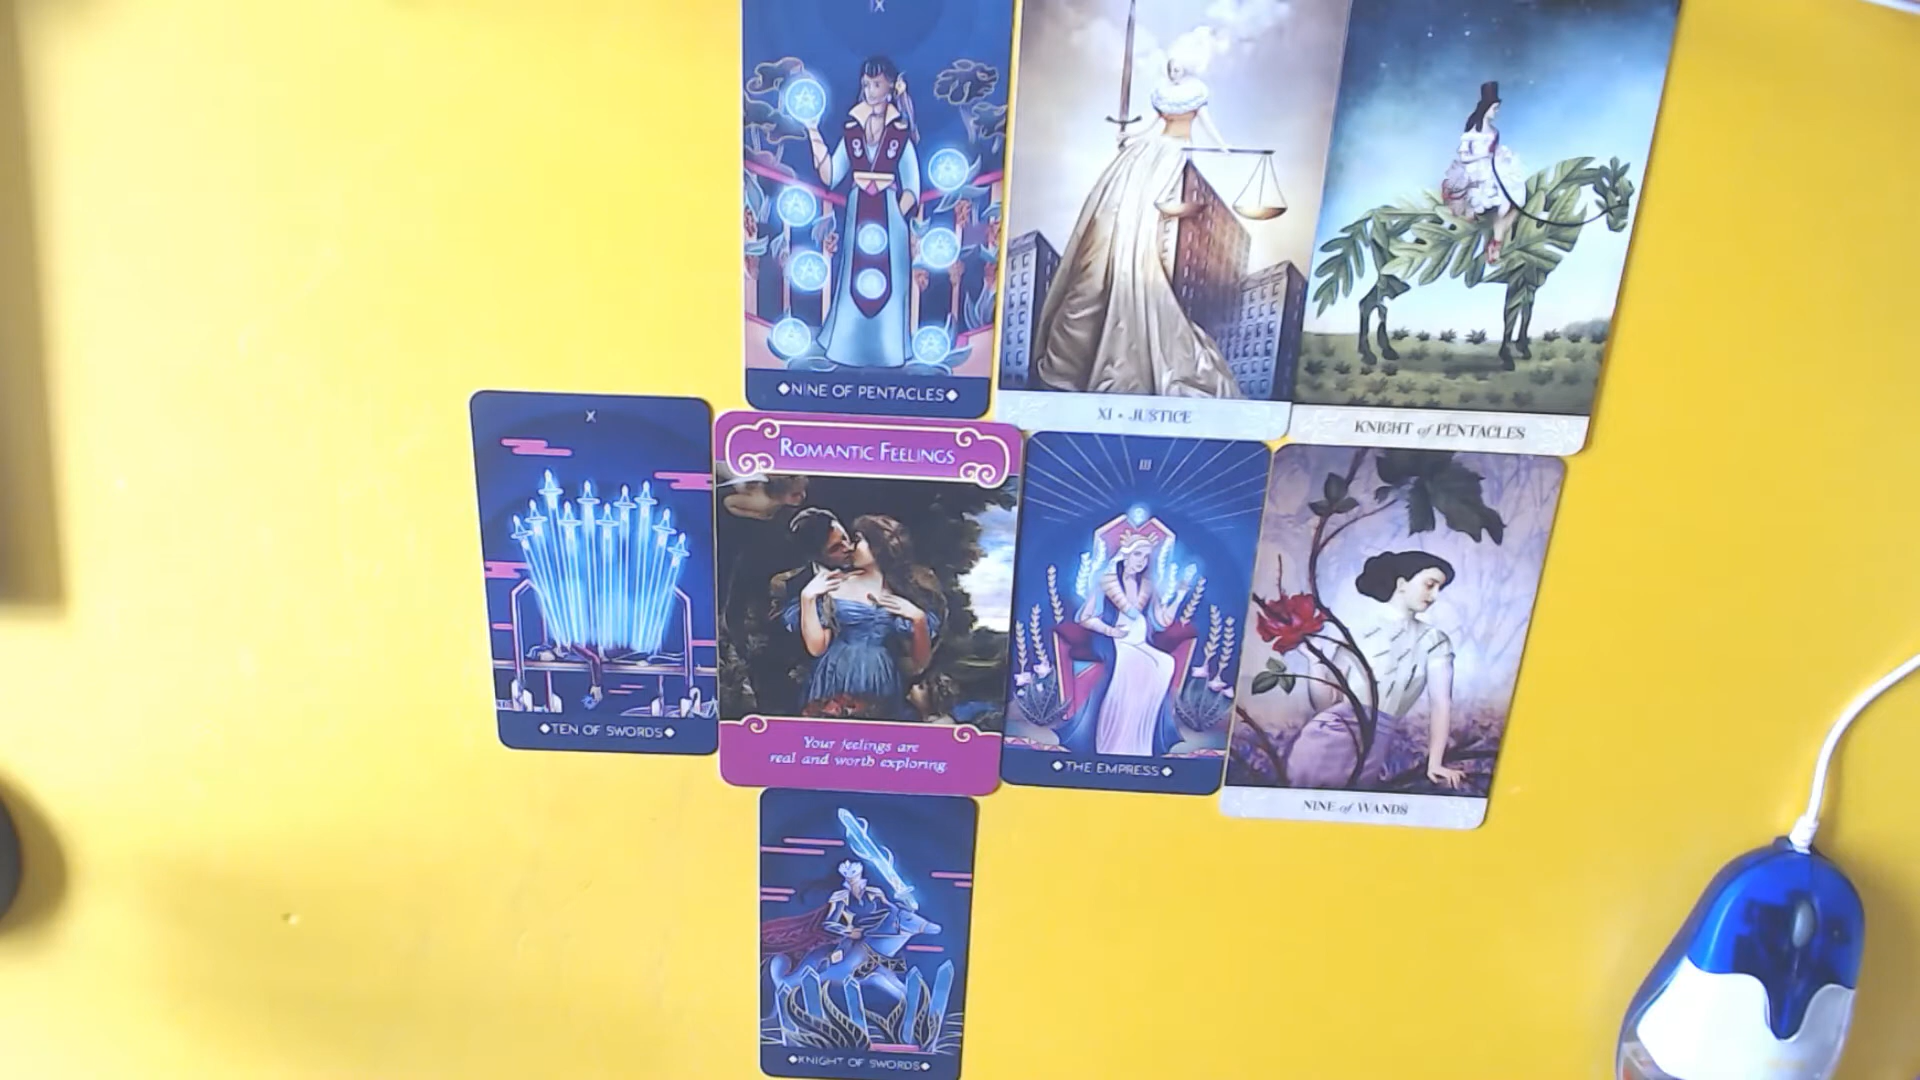 IX
◆NINE OF PENTACLES◆
XI • JUSTICE
KNIGHT of PENTACLES
X
◆TEN OF SWORDS◆
ROMANTIC FEELINGS
Your feelings are
real and worth exploring.
III
◆THE EMPRESS◆
NINE of WANDS
◆KNIGHT OF SWORDS◆